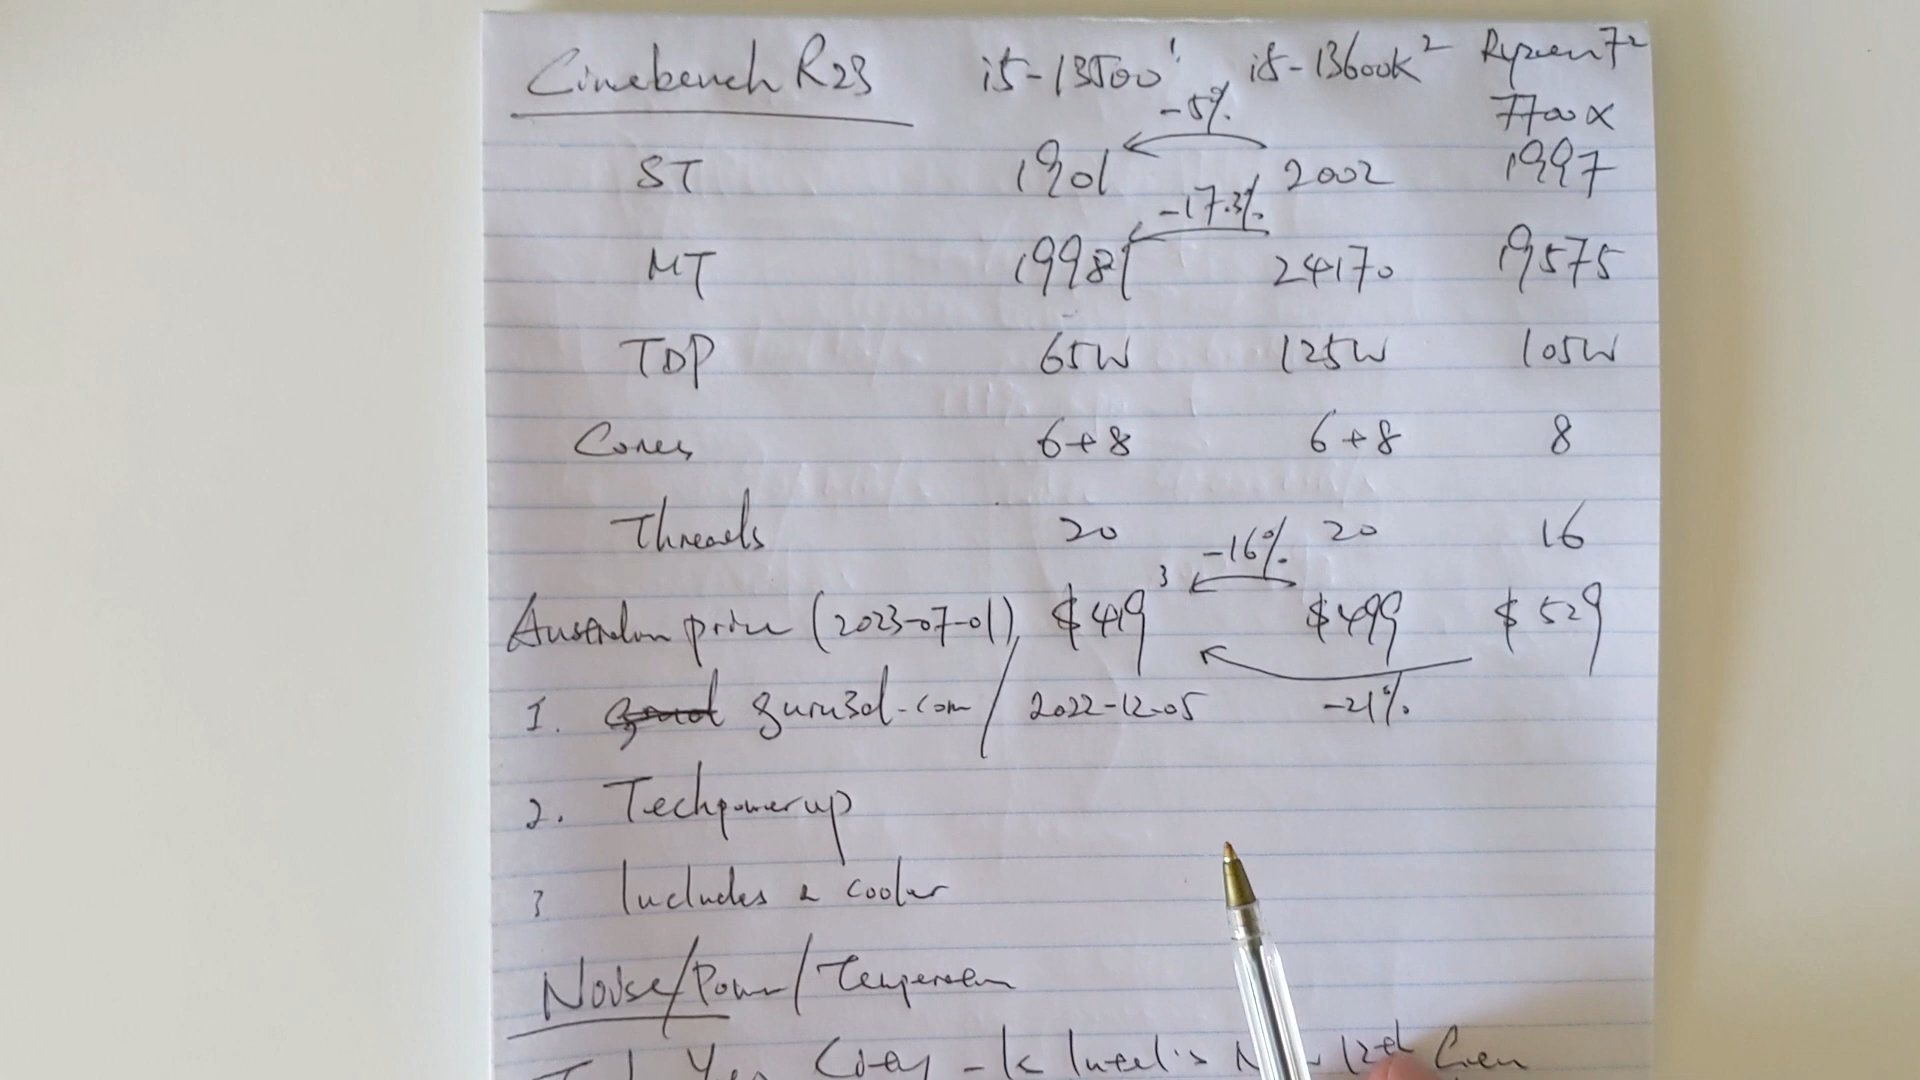 Cinebench R23 i5-13500¹ i5-13600K² Ryzen 7²
7700X
-5%
ST 1901 2002 1997
-17.3%
MT 19981 24170 19575
TDP 65W 125W 105W
Cores 6+8 6+8 8
Threads 20 20 16
-16%
Australian price (2023-07-01) $419³ $499 $529
1. guru3d.com / 2022-12-05 -21%
2. Techpowerup
3 Includes a cooler
Noise/Power/Temperature
Intel's 12th Gen